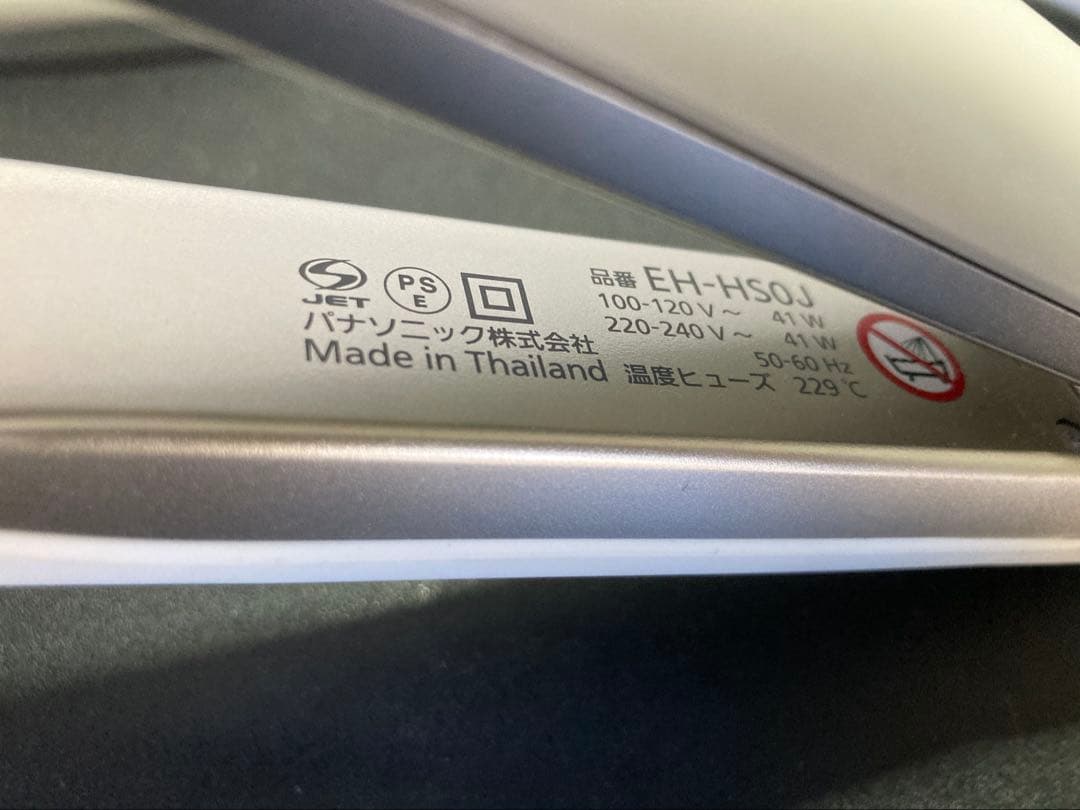 JET
PS
E
パナソニック株式会社
Made in Thailand
品番 EH-HS0J
100-120 V～ 41 W
220-240 V～ 41 W
50-60 Hz
温度ヒューズ 229℃